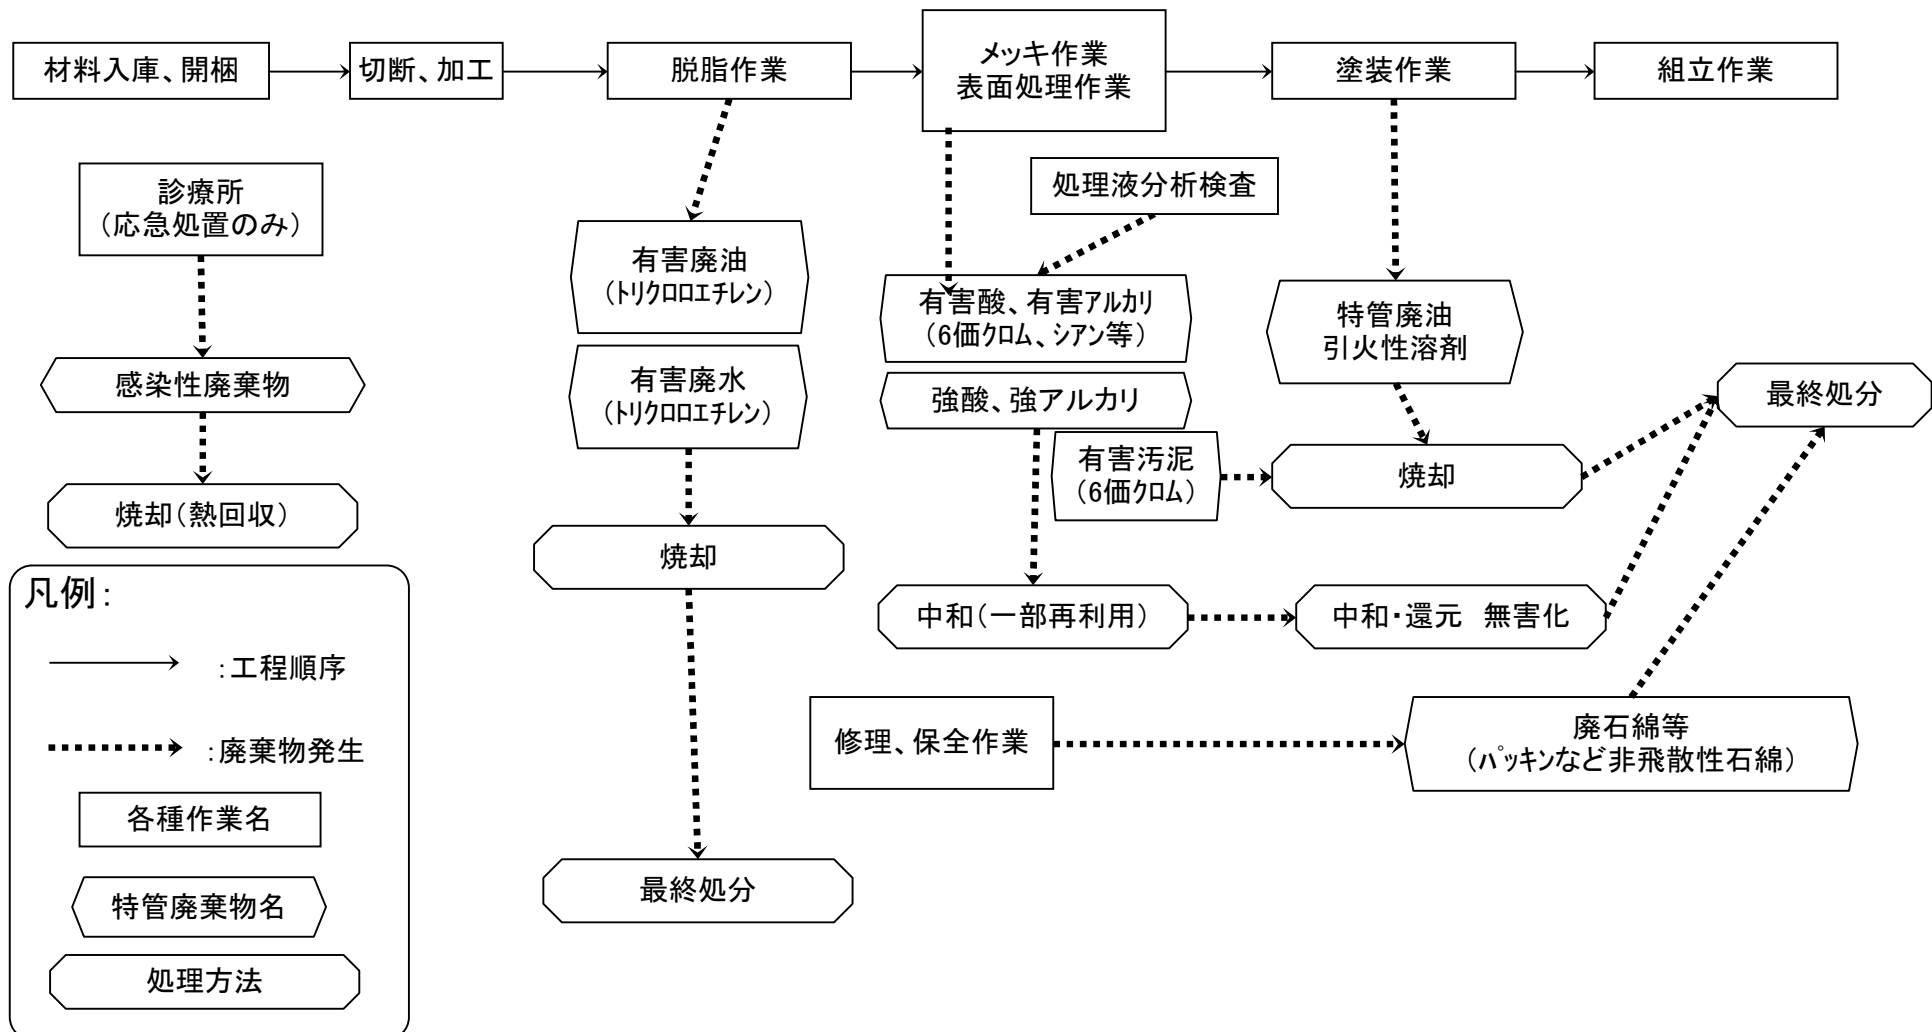 材料入庫、開梱
切断、加工
脱脂作業
メッキ作業
表面処理作業
塗装作業
組立作業
診療所
（応急処置のみ）
処理液分析検査
有害廃油
（ﾄﾘｸﾛﾛｴﾁﾚﾝ）
有害酸、有害ｱﾙｶﾘ
（6価ｸﾛﾑ、ｼｱﾝ等）
特管廃油
引火性溶剤
感染性廃棄物
有害廃水
（ﾄﾘｸﾛﾛｴﾁﾚﾝ）
強酸、強アルカリ
最終処分
有害汚泥
（6価ｸﾛﾑ）
焼却
焼却（熱回収）
焼却
中和（一部再利用）
中和・還元　無害化
修理、保全作業
廃石綿等
（ﾊﾟｯｷﾝなど非飛散性石綿）
最終処分
凡例：
：工程順序
：廃棄物発生
各種作業名
特管廃棄物名
処理方法